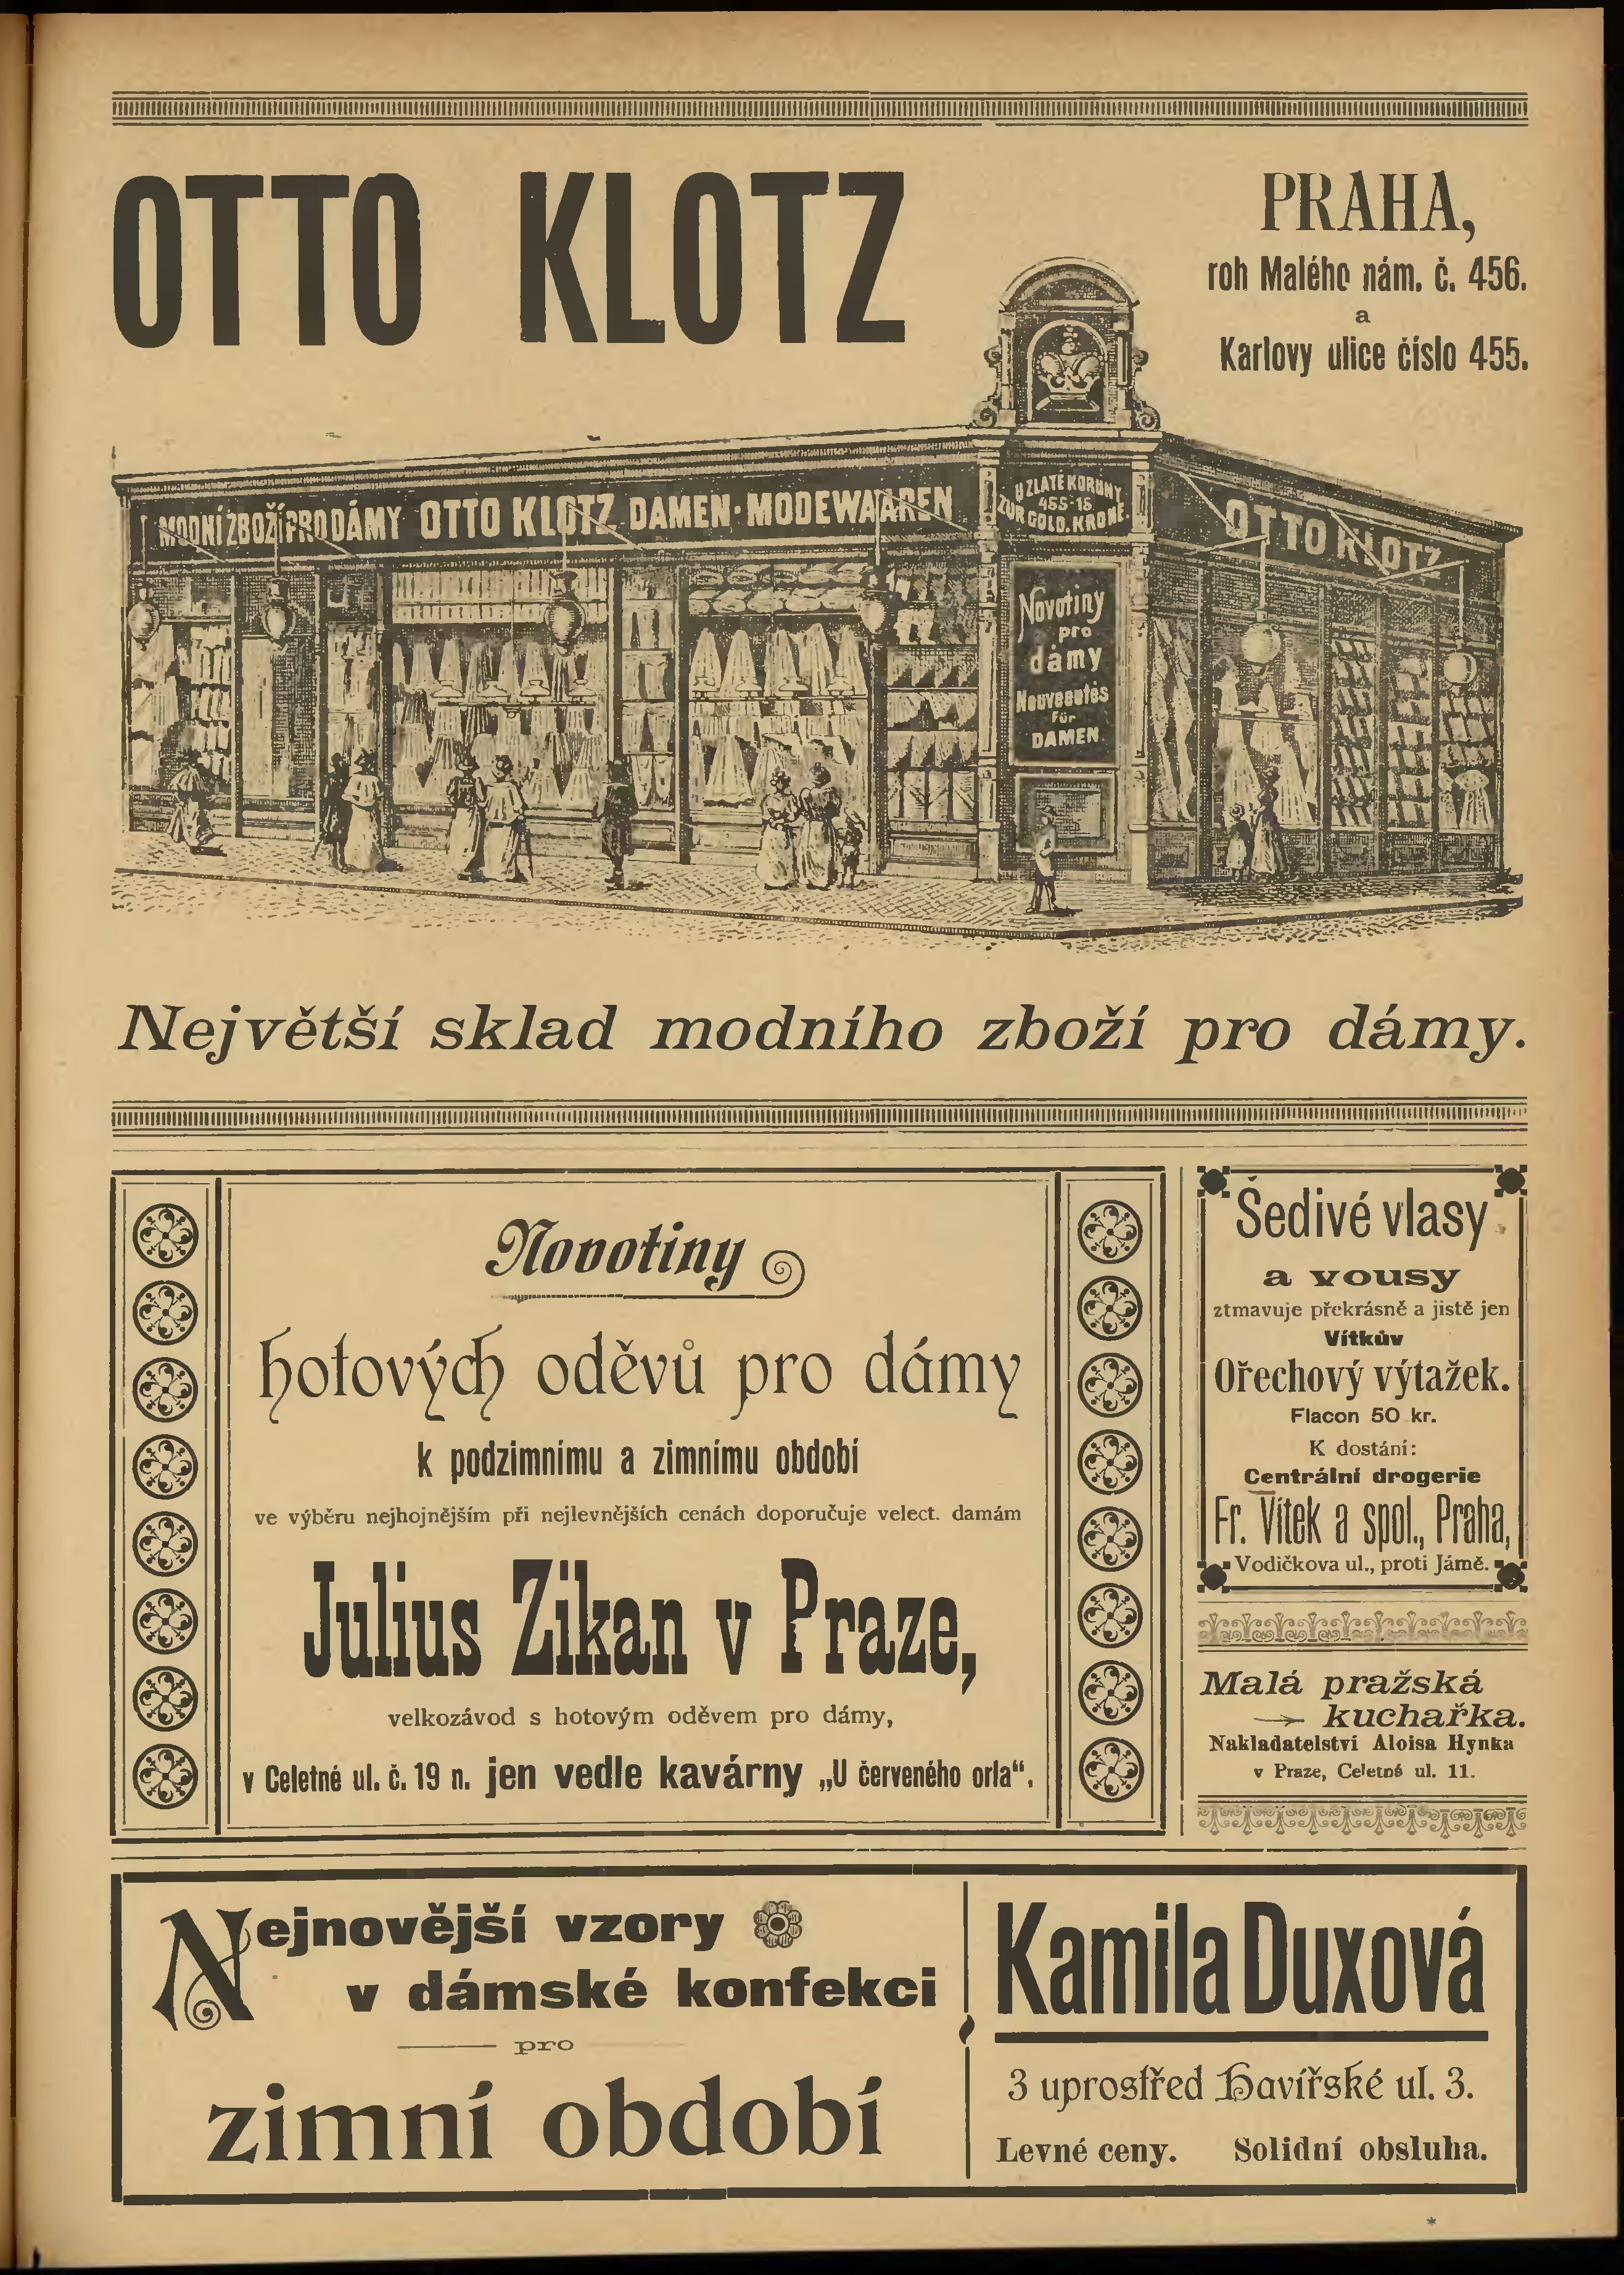 OTTO KLOTZ
PRAHA,
roh Malého nám. č. 456.
a
Karlovy ulice číslo 455.
MODNÍ ZBOŽÍ PRO DÁMY OTTO KLOTZ DAMEN-MODEWAAREN
U ZLATÉ KORUNY
455-15
ZUR GOLD. KRONE.
OTTO KLOTZ
Novotiny
pro
dámy
Nouveautés
Für
DAMEN
Největší sklad modního zboží pro dámy.
Novotiny
hotových oděvů pro dámy
k podzimnímu a zimnímu období
ve výběru nejhojnějším při nejlevnějších cenách doporučuje velect. damám
Julius Zikan v Praze,
velkozávod s hotovým oděvem pro dámy,
v Celetné ul. č. 19 n. jen vedle kavárny „U červeného orla“.
Šedivé vlasy
a vousy
ztmavuje překrásně a jistě jen
Vítkův
Ořechový výtažek.
Flacon 50 kr.
K dostání:
Centrální drogerie
Fr. Vítek a spol., Praha,
Vodičkova ul., proti Jámě.
Malá pražská
kuchařka.
Nakladatelství Aloisa Hynka
v Praze, Celetná ul. 11.
Nejnovější vzory
v dámské konfekci
pro
zimní období
Kamila Duxová
3 uprostřed Havířské ul. 3.
Levné ceny. Solidní obsluha.
*